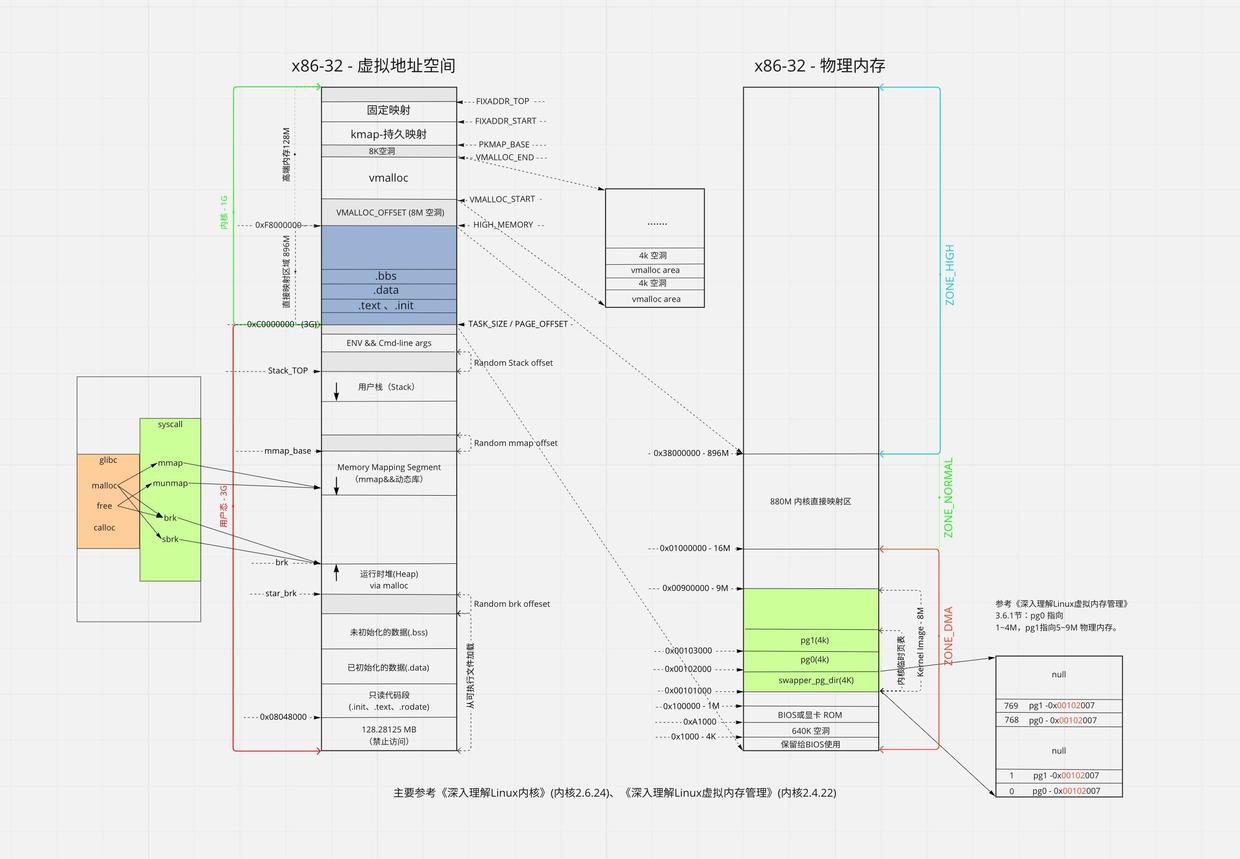 x86-32 - 虚拟地址空间
x86-32 - 物理内存
固定映射
kmap-持久映射
8K空洞
vmalloc
VMALLOC_OFFSET (8M 空洞)
.bbs
.data
.text 、.init
ENV && Cmd-line args
用户栈（Stack）
Memory Mapping Segment
（mmap&&动态库）
运行时堆(Heap)
via malloc
未初始化的数据(.bss)
已初始化的数据(.data)
只读代码段
(.init、.text、.rodate)
128.28125 MB
（禁止访问）
FIXADDR_TOP
FIXADDR_START
PKMAP_BASE
VMALLOC_END
VMALLOC_START
HIGH_MEMORY
TASK_SIZE / PAGE_OFFSET
Random Stack offset
Random mmap offset
Random brk offeset
从可执行文件加载
高端内存128M
直接映射区域 896M
内核 - 1G
用户态 - 3G
0xF8000000
0xC0000000 - (3G)
Stack_TOP
mmap_base
brk
star_brk
0x08048000
syscall
mmap
munmap
brk
sbrk
glibc
malloc
free
calloc
.......
4k 空洞
vmalloc area
4k 空洞
vmalloc area
880M 内核直接映射区
pg1(4k)
pg0(4k)
swapper_pg_dir(4K)
BIOS或显卡 ROM
640K 空洞
保留给BIOS使用
0x38000000 - 896M
0x01000000 - 16M
0x00900000 - 9M
0x00103000
0x00102000
0x00101000
0x100000 - 1M
0xA1000
0x1000 - 4K
内核临时页表
Kernel Image - 8M
ZONE_HIGH
ZONE_NORMAL
ZONE_DMA
参考《深入理解Linux虚拟内存管理》
3.6.1节：pg0 指向
1~4M，pg1指向5~9M 物理内存。
null
769 pg1 -0x00102007
768 pg0 - 0x00102007
null
1 pg1 -0x00102007
0 pg0 - 0x00102007
主要参考《深入理解Linux内核》(内核2.6.24)、《深入理解Linux虚拟内存管理》(内核2.4.22)